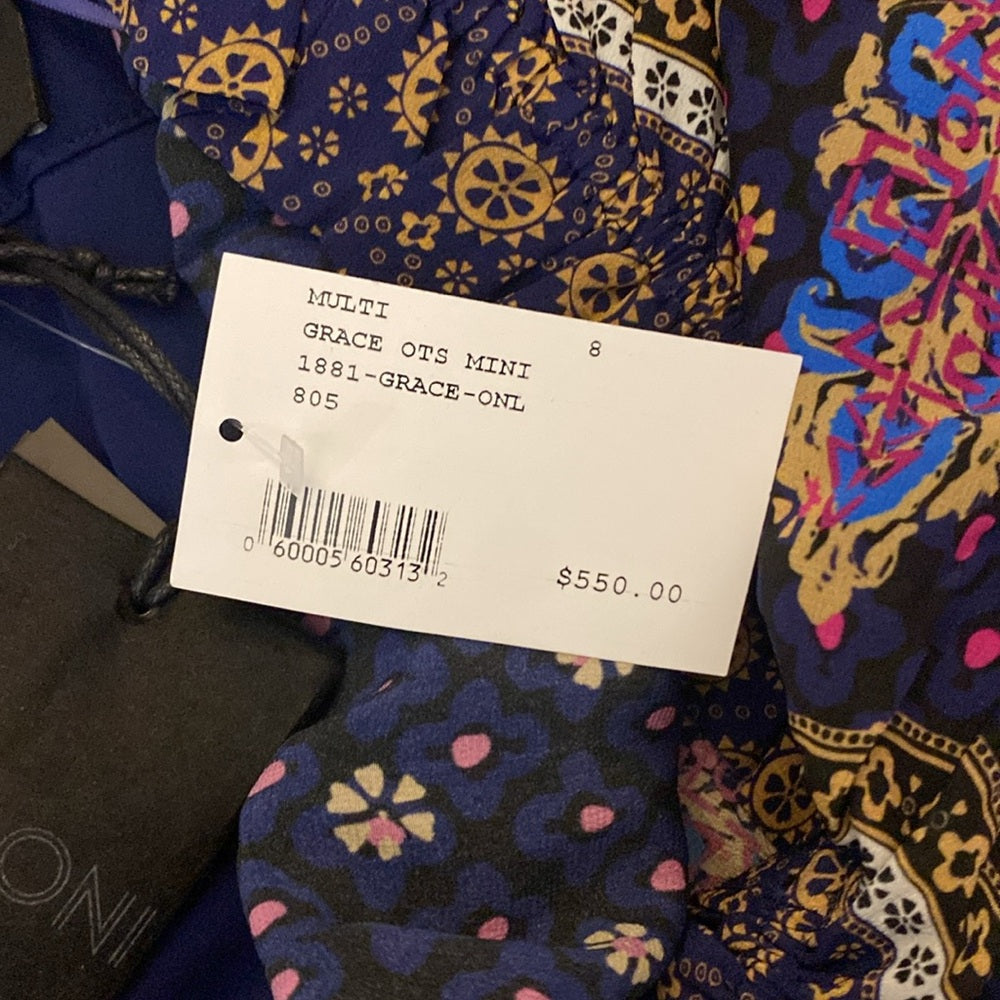 MULTI
8
GRACE OTS MINI
1881-GRACE-ONL
805
0 60005 60313 2
$550.00
ONI